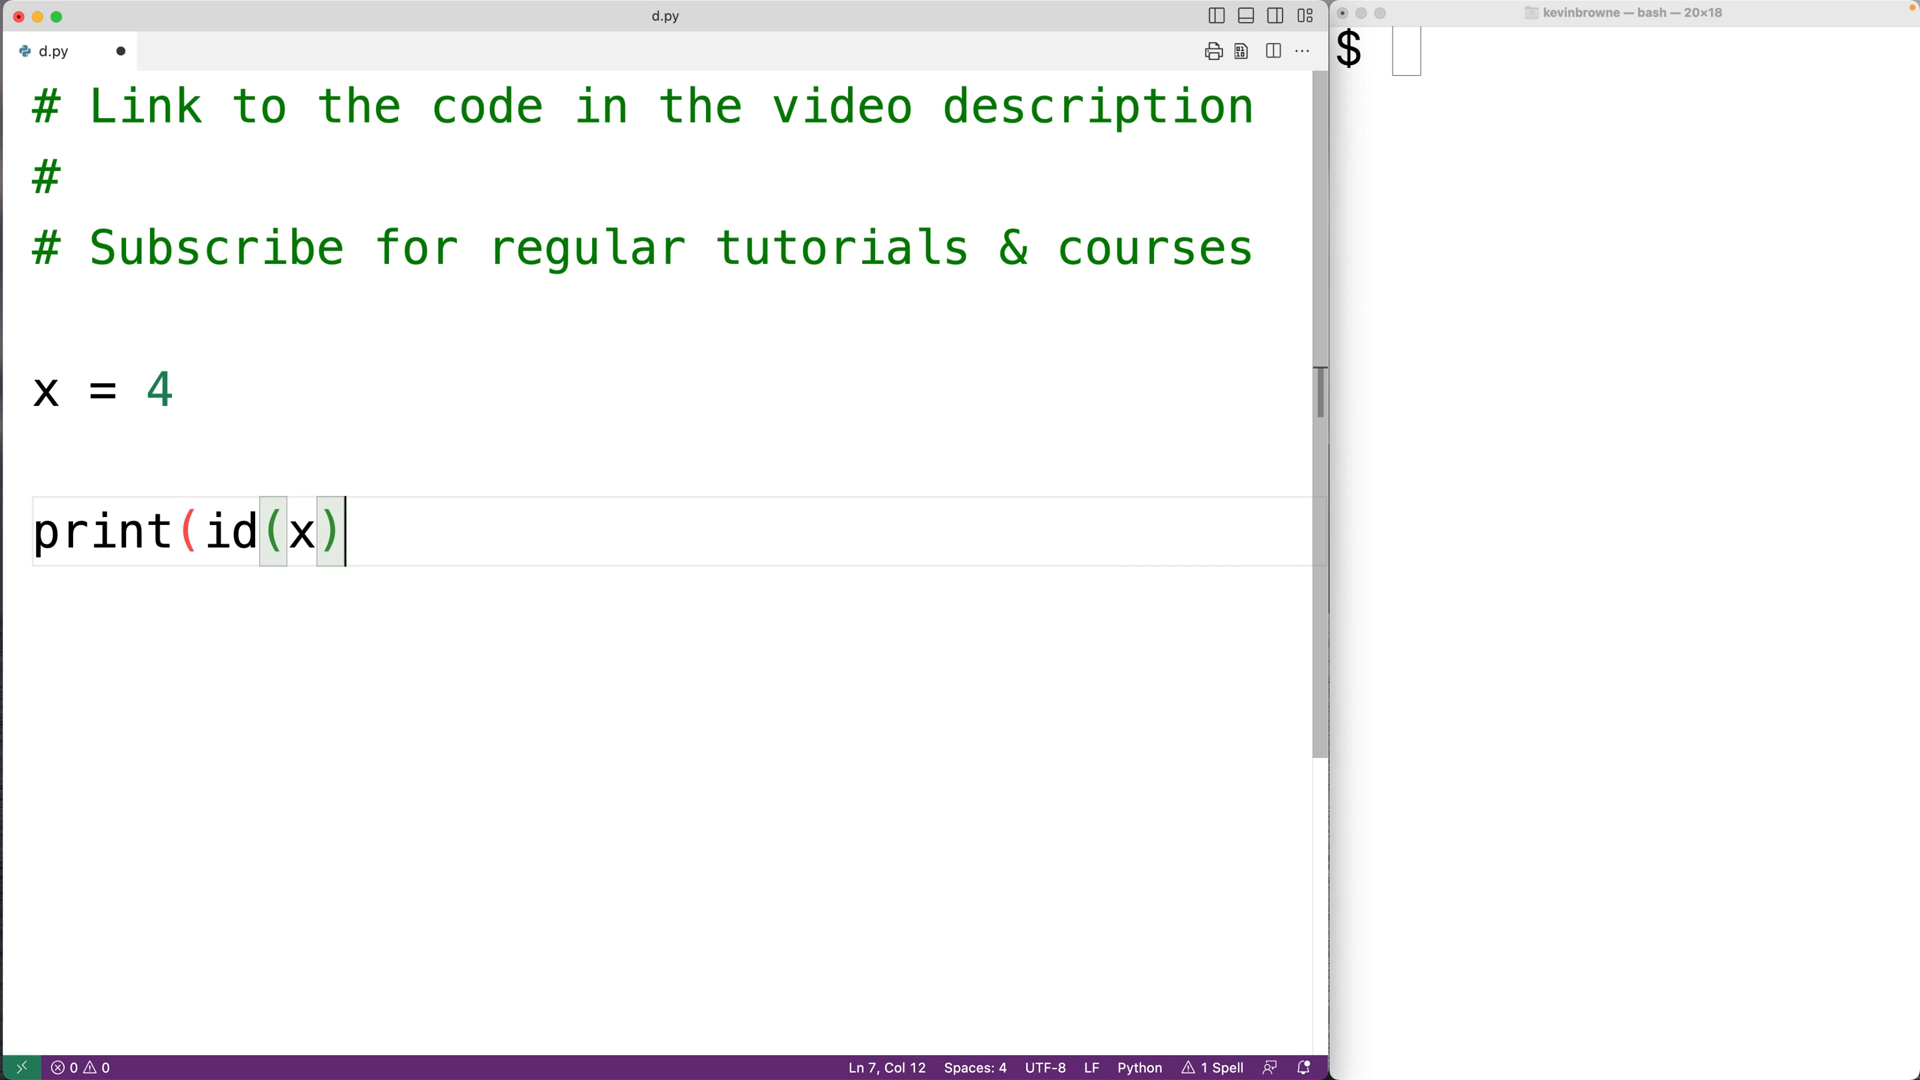 d.py
kevinbrowne — bash — 20×18
d.py
$
# Link to the code in the video description
#
# Subscribe for regular tutorials & courses
x = 4
print(id(x)
0 0
Ln 7, Col 12 Spaces: 4 UTF-8 LF Python 1 Spell